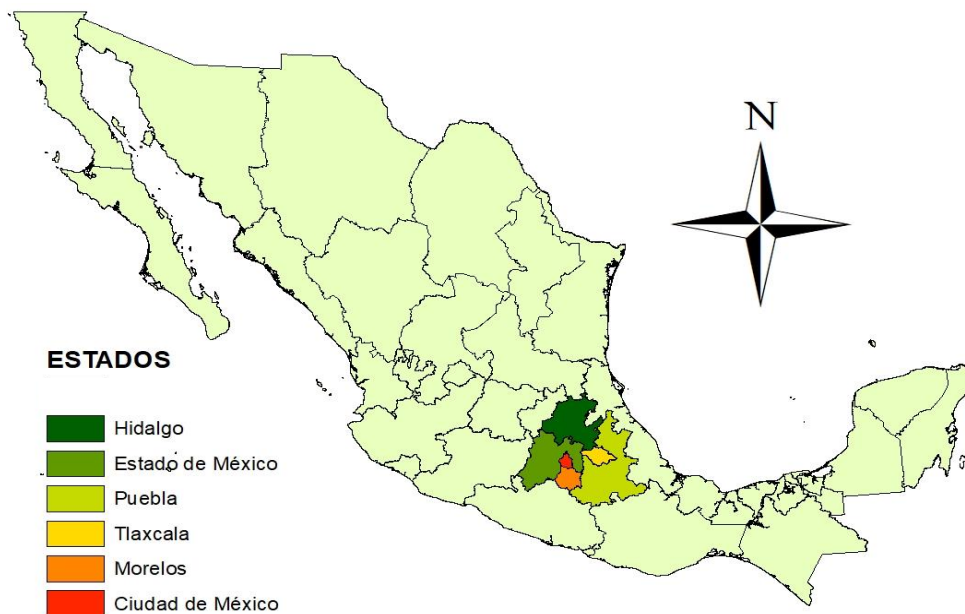 N
ESTADOS
Hidalgo
Estado de México
Puebla
Tlaxcala
Morelos
Ciudad de México